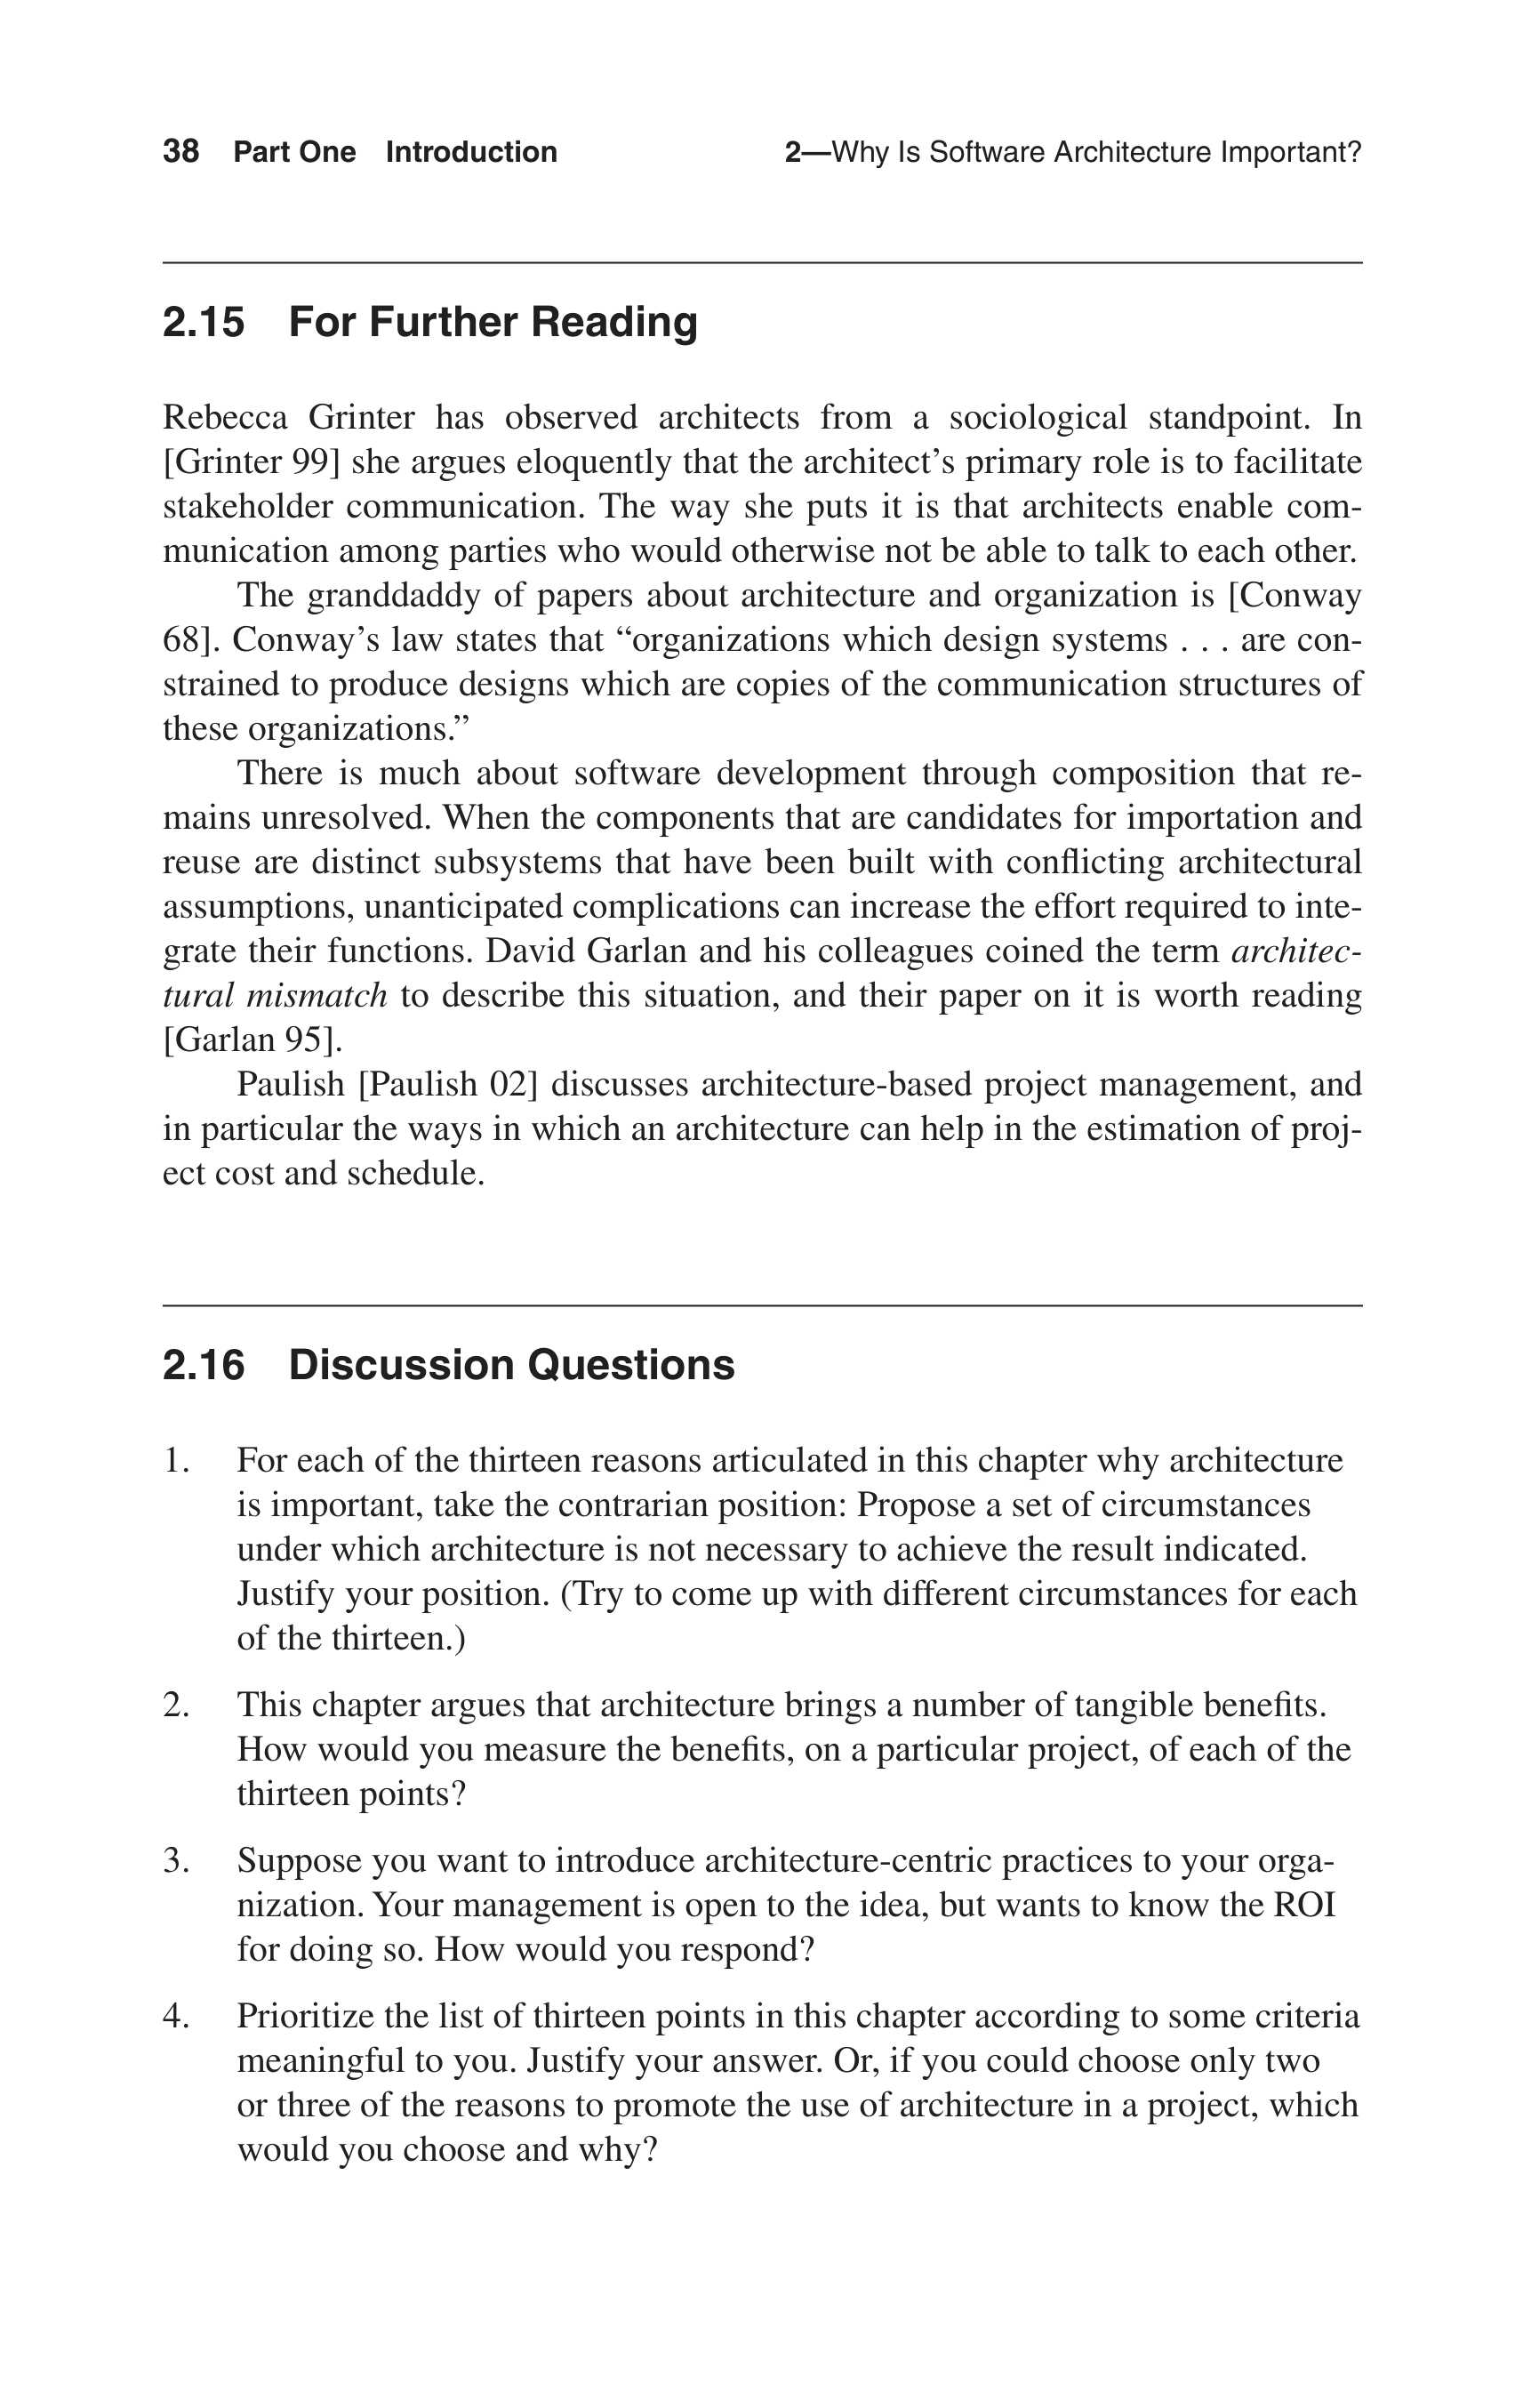 38 Part One Introduction 2—Why Is Software Architecture Important?
2.15 For Further Reading
Rebecca Grinter has observed architects from a sociological standpoint. In
[Grinter 99] she argues eloquently that the architect’s primary role is to facilitate
stakeholder communication. The way she puts it is that architects enable com-
munication among parties who would otherwise not be able to talk to each other.
The granddaddy of papers about architecture and organization is [Conway
68]. Conway’s law states that “organizations which design systems . . . are con-
strained to produce designs which are copies of the communication structures of
these organizations.”
There is much about software development through composition that re-
mains unresolved. When the components that are candidates for importation and
reuse are distinct subsystems that have been built with conflicting architectural
assumptions, unanticipated complications can increase the effort required to inte-
grate their functions. David Garlan and his colleagues coined the term architec-
tural mismatch to describe this situation, and their paper on it is worth reading
[Garlan 95].
Paulish [Paulish 02] discusses architecture-based project management, and
in particular the ways in which an architecture can help in the estimation of proj-
ect cost and schedule.
2.16 Discussion Questions
1. For each of the thirteen reasons articulated in this chapter why architecture
is important, take the contrarian position: Propose a set of circumstances
under which architecture is not necessary to achieve the result indicated.
Justify your position. (Try to come up with different circumstances for each
of the thirteen.)
2. This chapter argues that architecture brings a number of tangible benefits.
How would you measure the benefits, on a particular project, of each of the
thirteen points?
3. Suppose you want to introduce architecture-centric practices to your orga-
nization. Your management is open to the idea, but wants to know the ROI
for doing so. How would you respond?
4. Prioritize the list of thirteen points in this chapter according to some criteria
meaningful to you. Justify your answer. Or, if you could choose only two
or three of the reasons to promote the use of architecture in a project, which
would you choose and why?